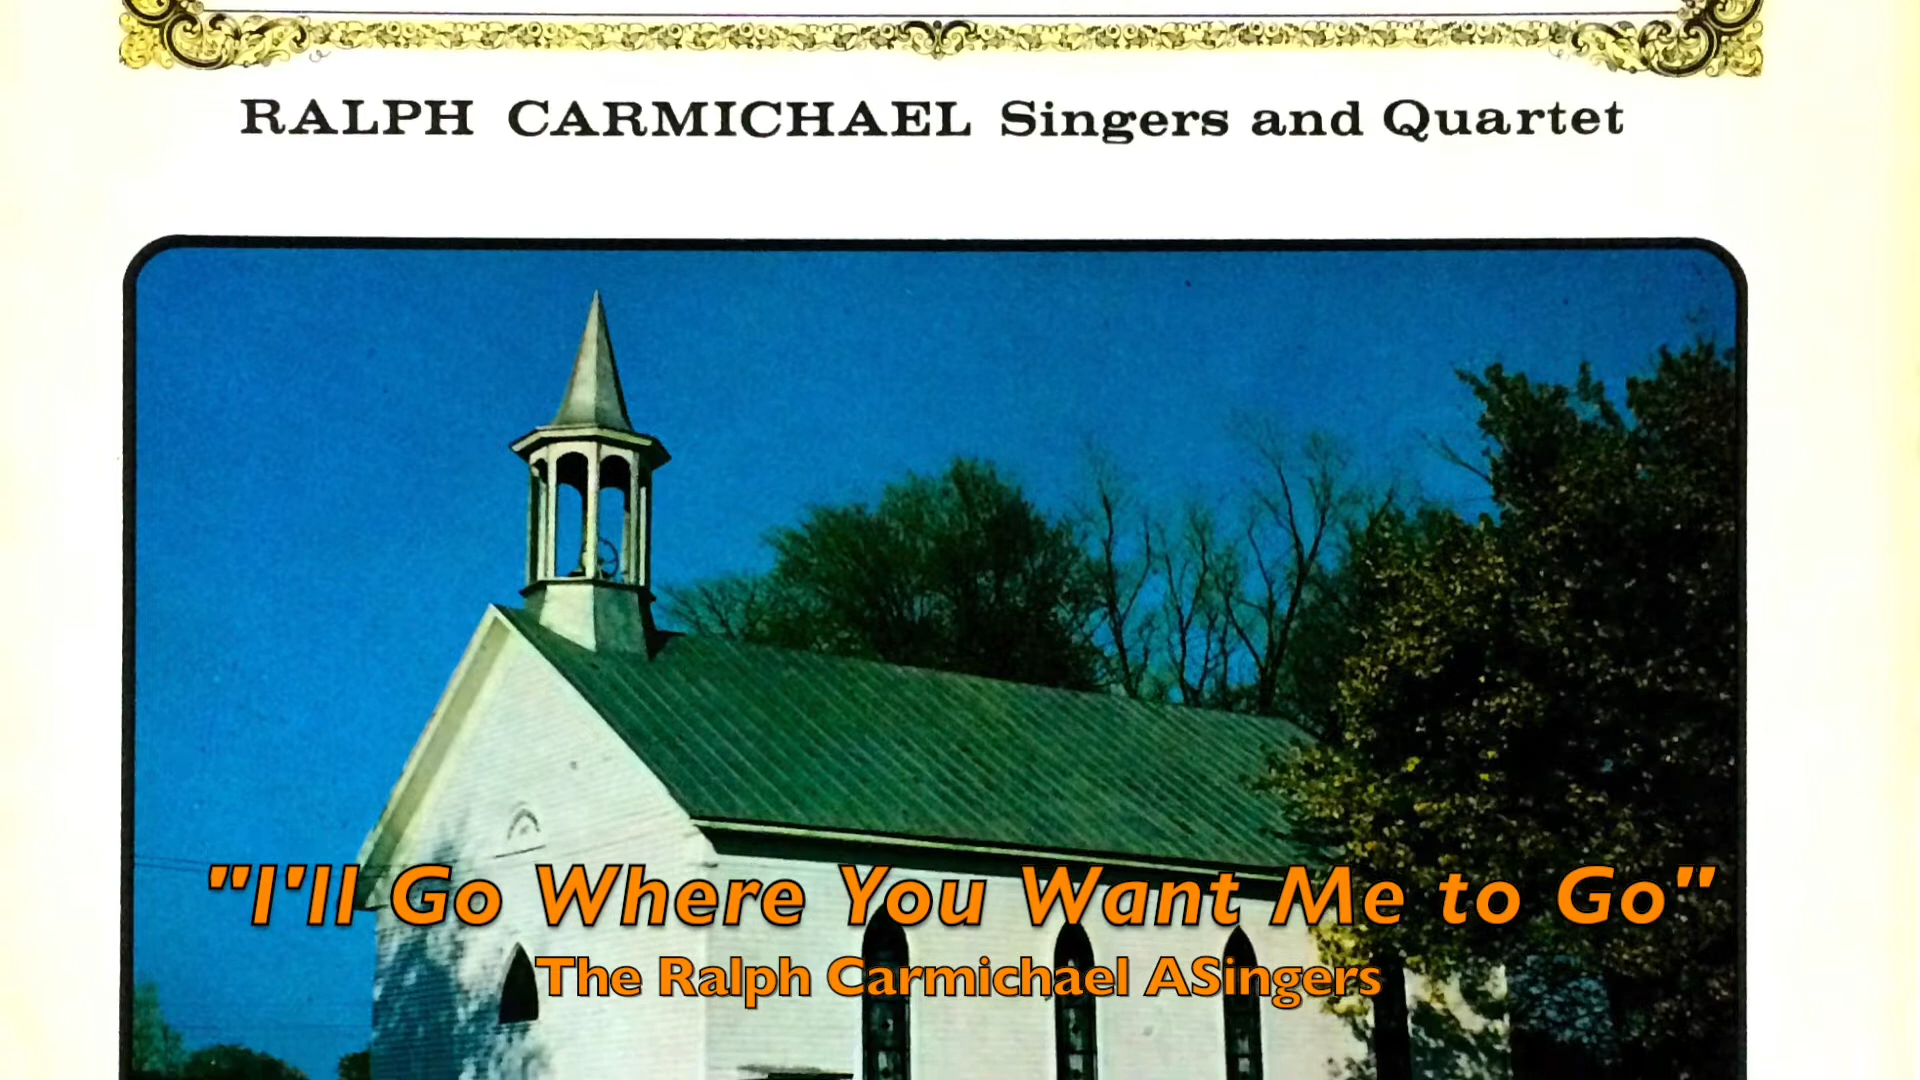 RALPH CARMICHAEL Singers and Quartet
"I'll Go Where You Want Me to Go"
The Ralph Carmichael ASingers